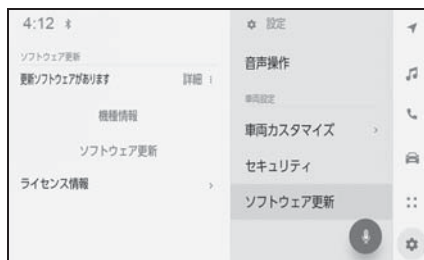 4:12
ソフトウェア更新
更新ソフトウェアがあります 詳細
機種情報
ソフトウェア更新
ライセンス情報
設定
音声操作
車両設定
車両カスタマイズ
セキュリティ
ソフトウェア更新